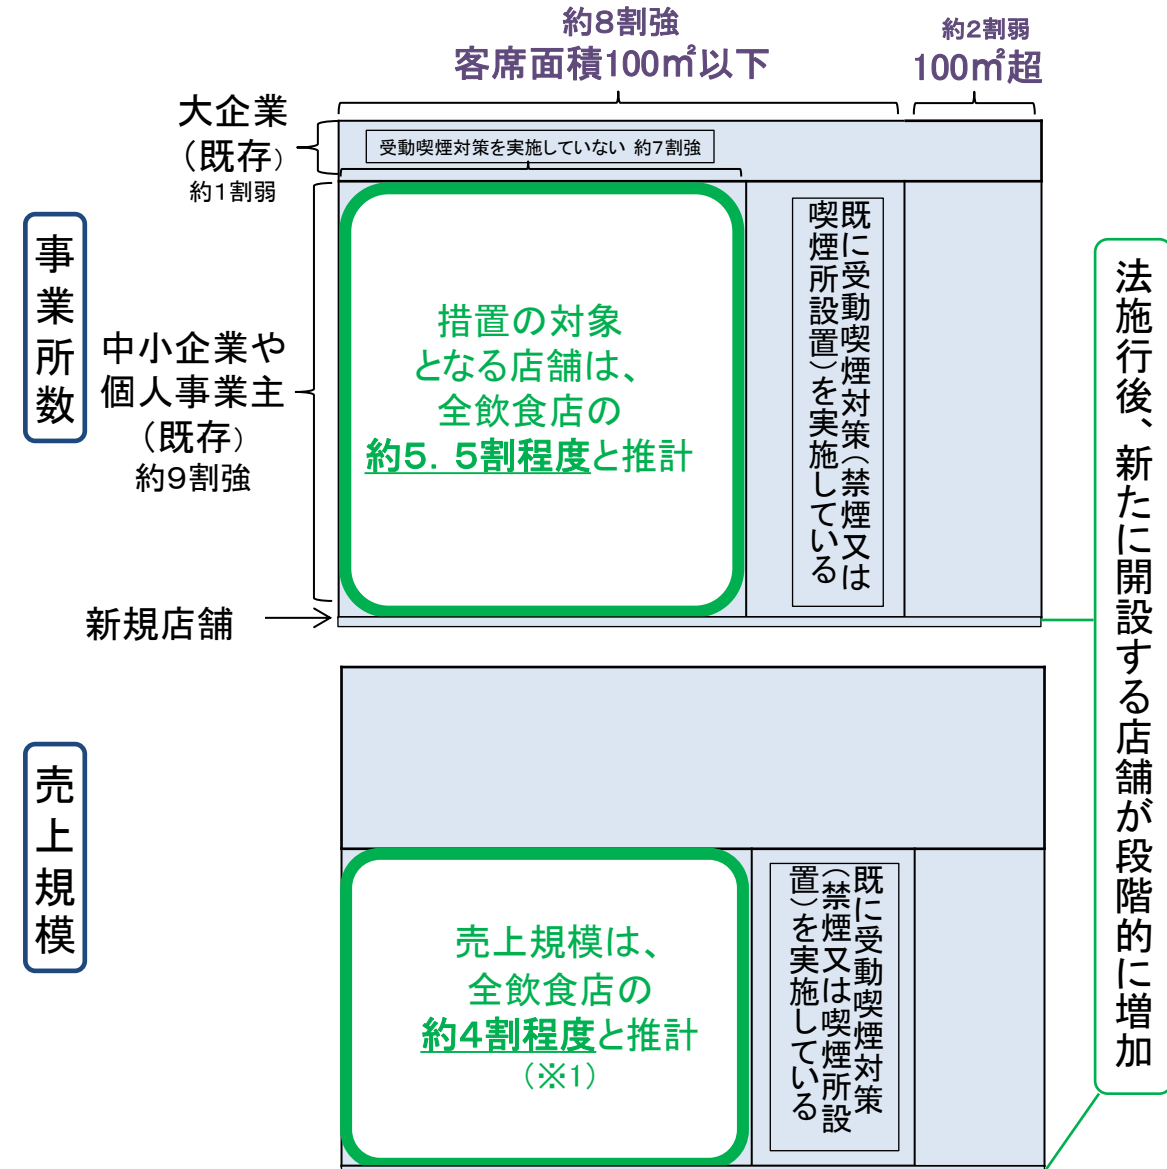 約8割強
客席面積100㎡以下
約2割弱
100㎡超
大企業
（既存）
約1割弱
受動喫煙対策を実施していない 約7割強
事業所数
中小企業や
個人事業主
（既存）
約9割強
措置の対象
となる店舗は、
全飲食店の
約5．5割程度と推計
既に受動喫煙対策（禁煙又は
喫煙所設置）を実施している
新規店舗
法施行後、新たに開設する店舗が段階的に増加
売上規模
売上規模は、
全飲食店の
約4割程度と推計
（※1）
既に受動喫煙対策
（禁煙又は喫煙所設
置）を実施している